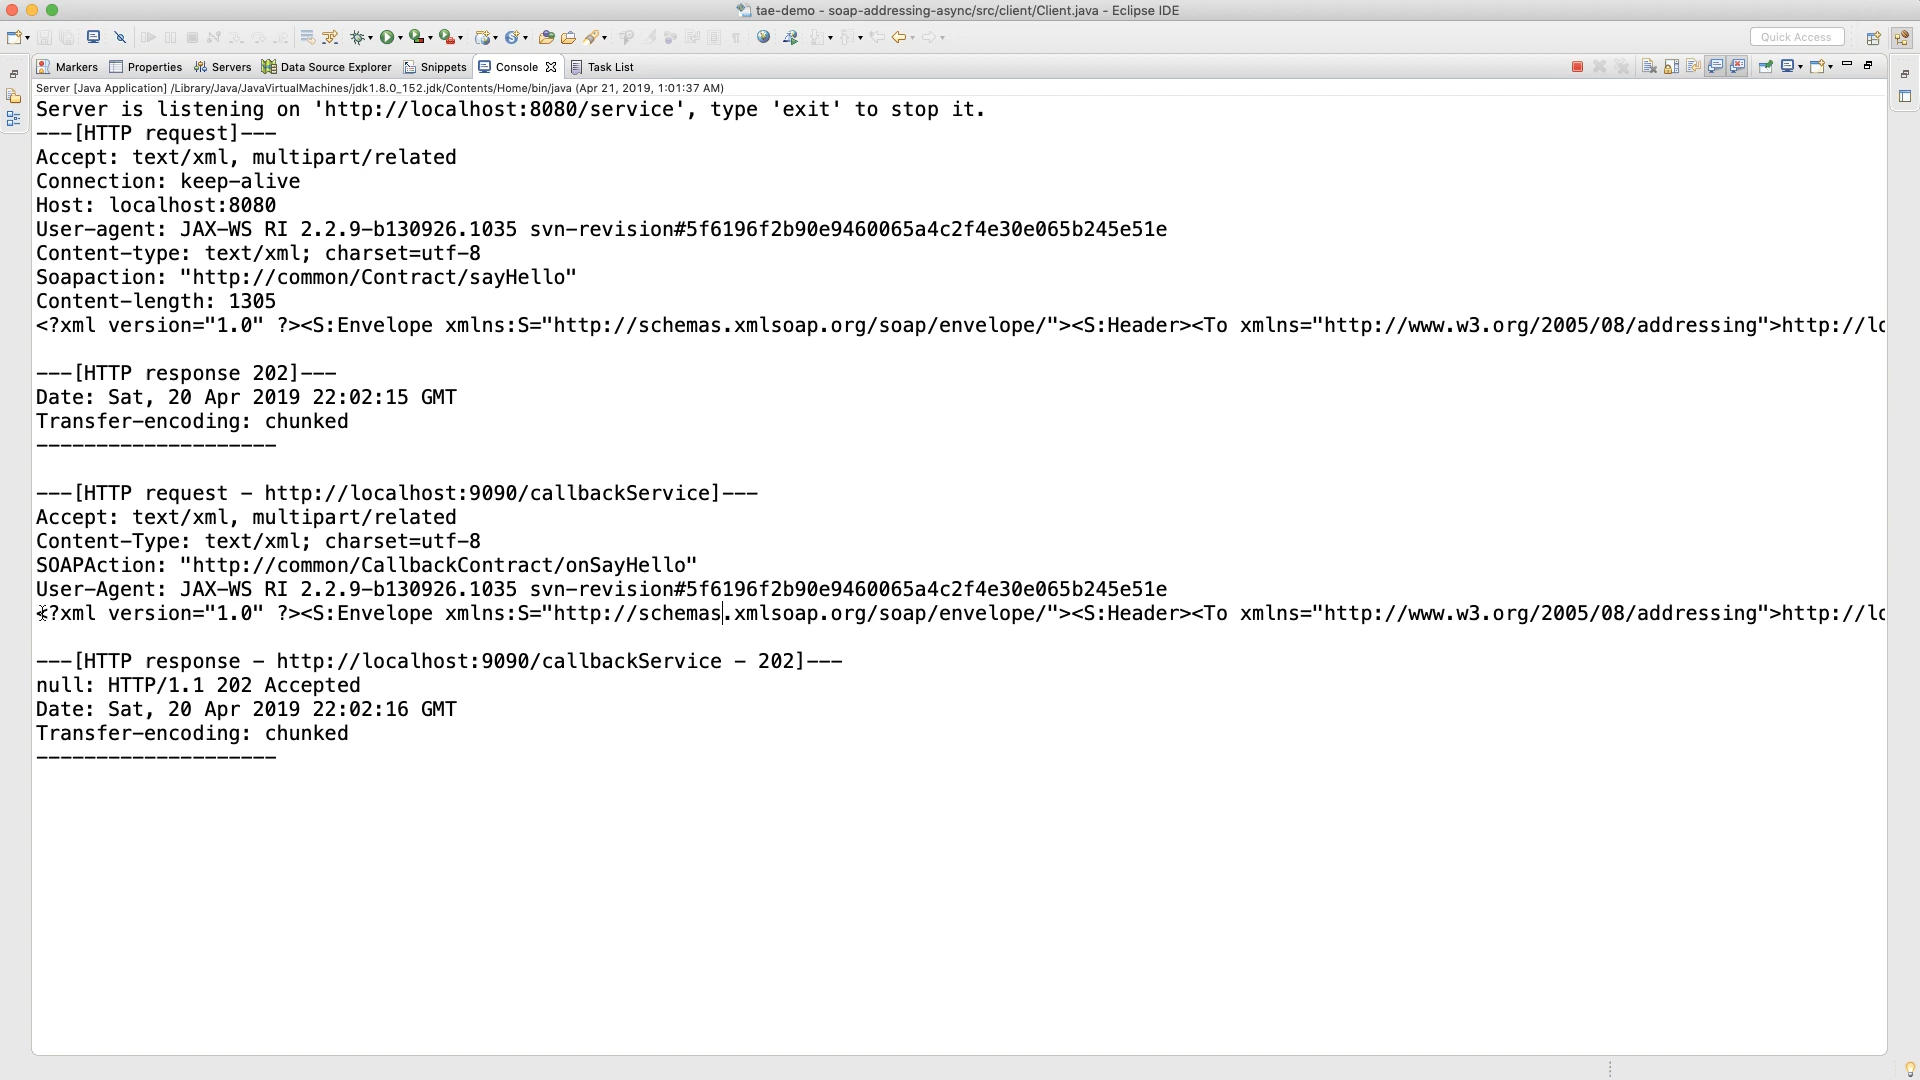 tae-demo - soap-addressing-async/src/client/Client.java - Eclipse IDE
Quick Access
Markers Properties Servers Data Source Explorer Snippets Console Task List
Server [Java Application] /Library/Java/JavaVirtualMachines/jdk1.8.0_152.jdk/Contents/Home/bin/java (Apr 21, 2019, 1:01:37 AM)
Server is listening on 'http://localhost:8080/service', type 'exit' to stop it.
---[HTTP request]---
Accept: text/xml, multipart/related
Connection: keep-alive
Host: localhost:8080
User-agent: JAX-WS RI 2.2.9-b130926.1035 svn-revision#5f6196f2b90e9460065a4c2f4e30e065b245e51e
Content-type: text/xml; charset=utf-8
Soapaction: "http://common/Contract/sayHello"
Content-length: 1305
<?xml version="1.0" ?><S:Envelope xmlns:S="http://schemas.xmlsoap.org/soap/envelope/"><S:Header><To xmlns="http://www.w3.org/2005/08/addressing">http://lo
---[HTTP response 202]---
Date: Sat, 20 Apr 2019 22:02:15 GMT
Transfer-encoding: chunked
--------------------
---[HTTP request - http://localhost:9090/callbackService]---
Accept: text/xml, multipart/related
Content-Type: text/xml; charset=utf-8
SOAPAction: "http://common/CallbackContract/onSayHello"
User-Agent: JAX-WS RI 2.2.9-b130926.1035 svn-revision#5f6196f2b90e9460065a4c2f4e30e065b245e51e
<?xml version="1.0" ?><S:Envelope xmlns:S="http://schemas.xmlsoap.org/soap/envelope/"><S:Header><To xmlns="http://www.w3.org/2005/08/addressing">http://lo
---[HTTP response - http://localhost:9090/callbackService - 202]---
null: HTTP/1.1 202 Accepted
Date: Sat, 20 Apr 2019 22:02:16 GMT
Transfer-encoding: chunked
--------------------